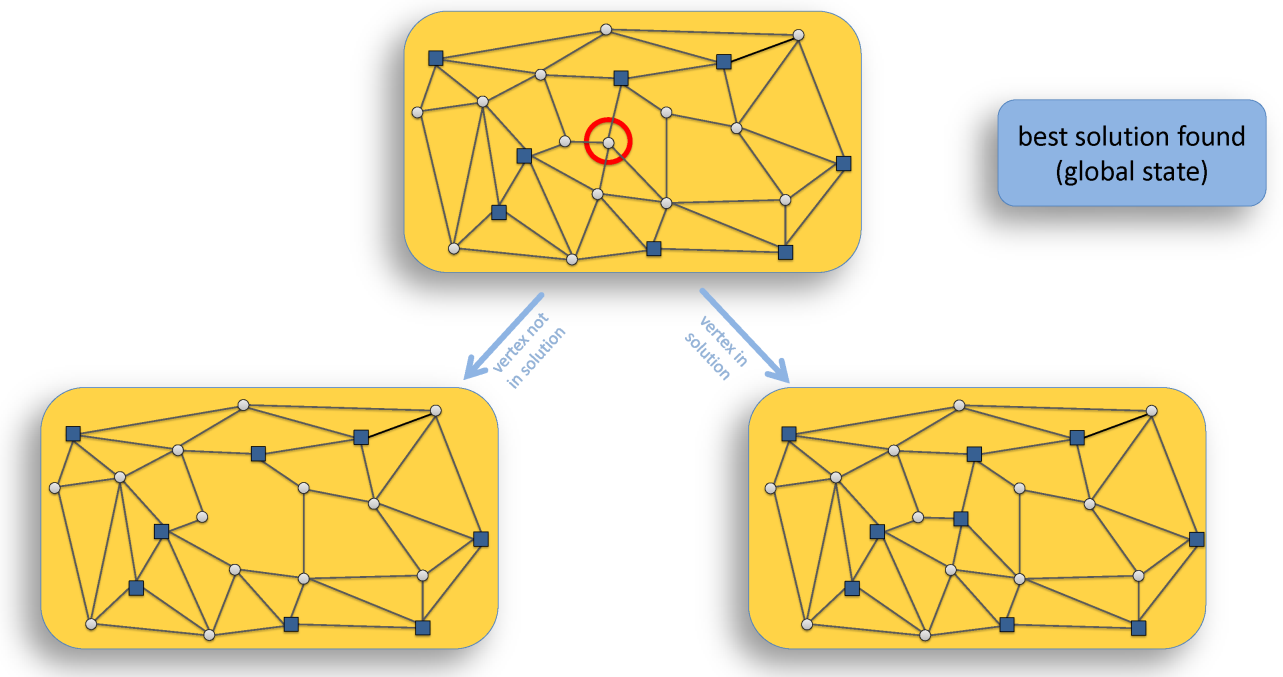 best solution found
(global state)
vertex not
in solution
vertex in
solution